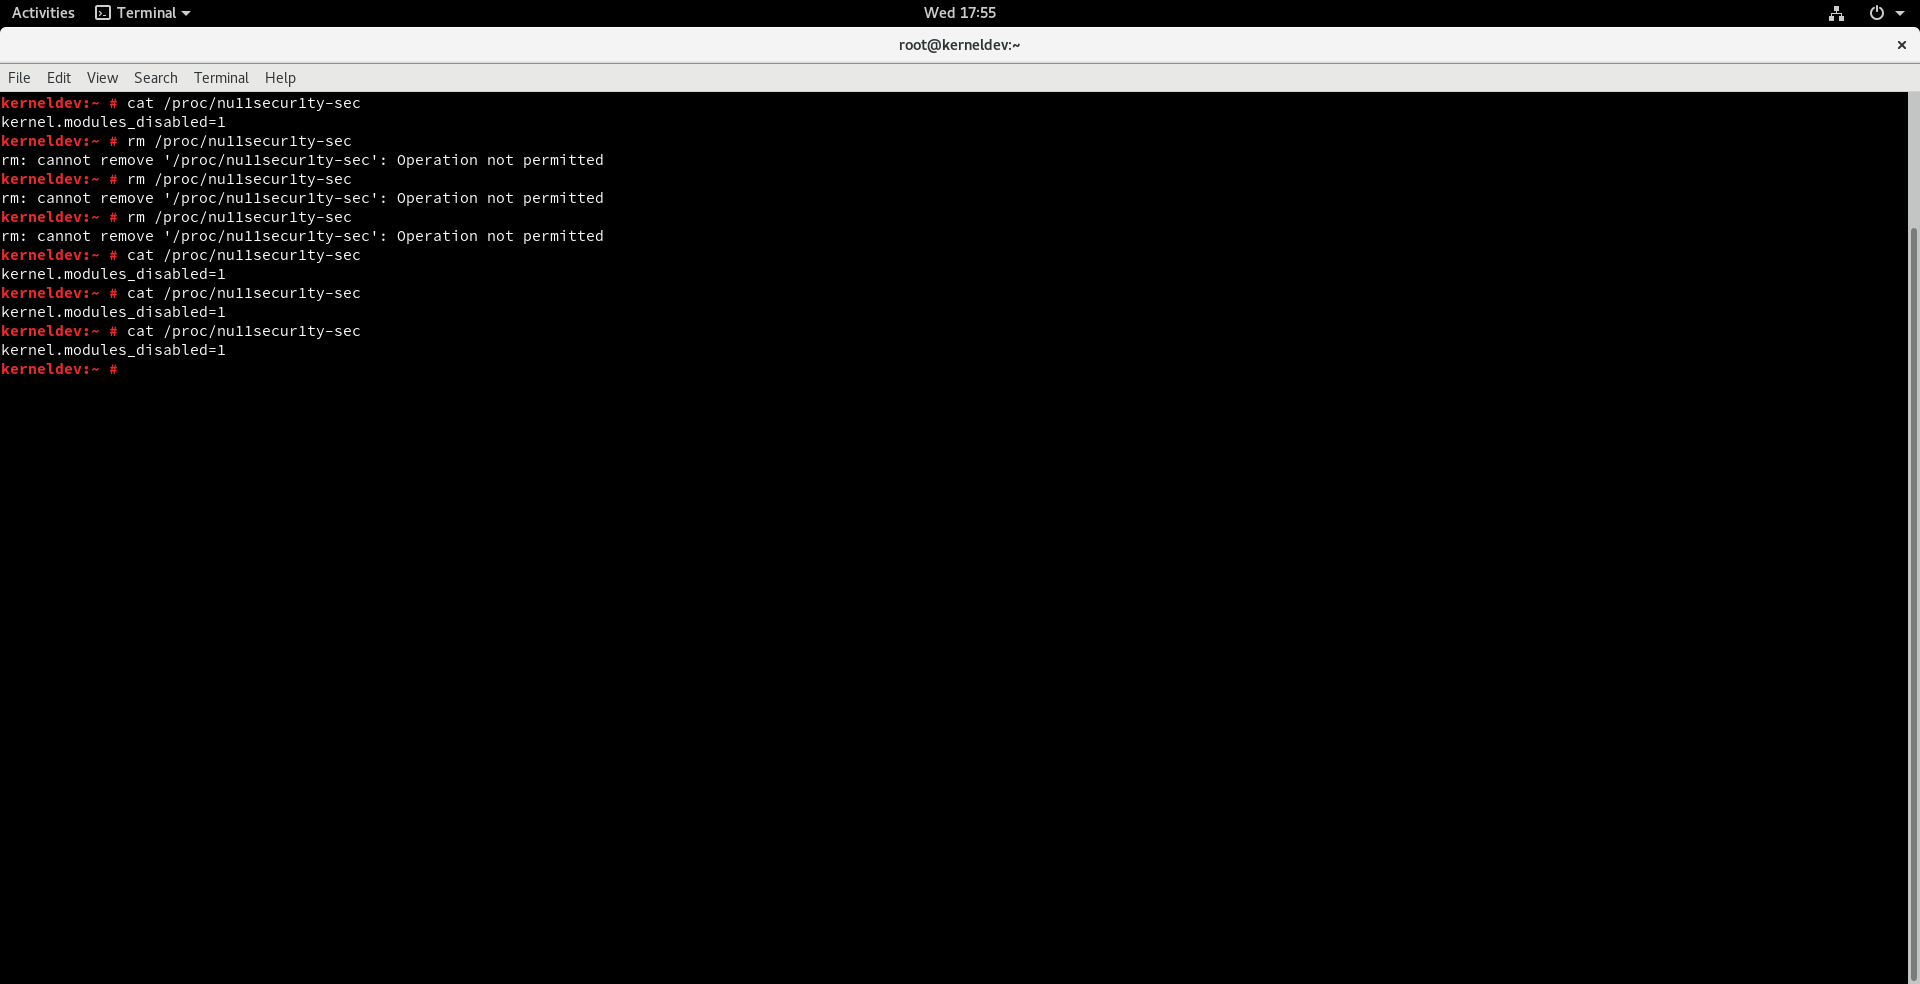 Activities Terminal Wed 17:55
root@kerneldev:~ ×
File Edit View Search Terminal Help
kerneldev:~ # cat /proc/nu11secur1ty-sec
kernel.modules_disabled=1
kerneldev:~ # rm /proc/nu11secur1ty-sec
rm: cannot remove '/proc/nu11secur1ty-sec': Operation not permitted
kerneldev:~ # rm /proc/nu11secur1ty-sec
rm: cannot remove '/proc/nu11secur1ty-sec': Operation not permitted
kerneldev:~ # rm /proc/nu11secur1ty-sec
rm: cannot remove '/proc/nu11secur1ty-sec': Operation not permitted
kerneldev:~ # cat /proc/nu11secur1ty-sec
kernel.modules_disabled=1
kerneldev:~ # cat /proc/nu11secur1ty-sec
kernel.modules_disabled=1
kerneldev:~ # cat /proc/nu11secur1ty-sec
kernel.modules_disabled=1
kerneldev:~ #